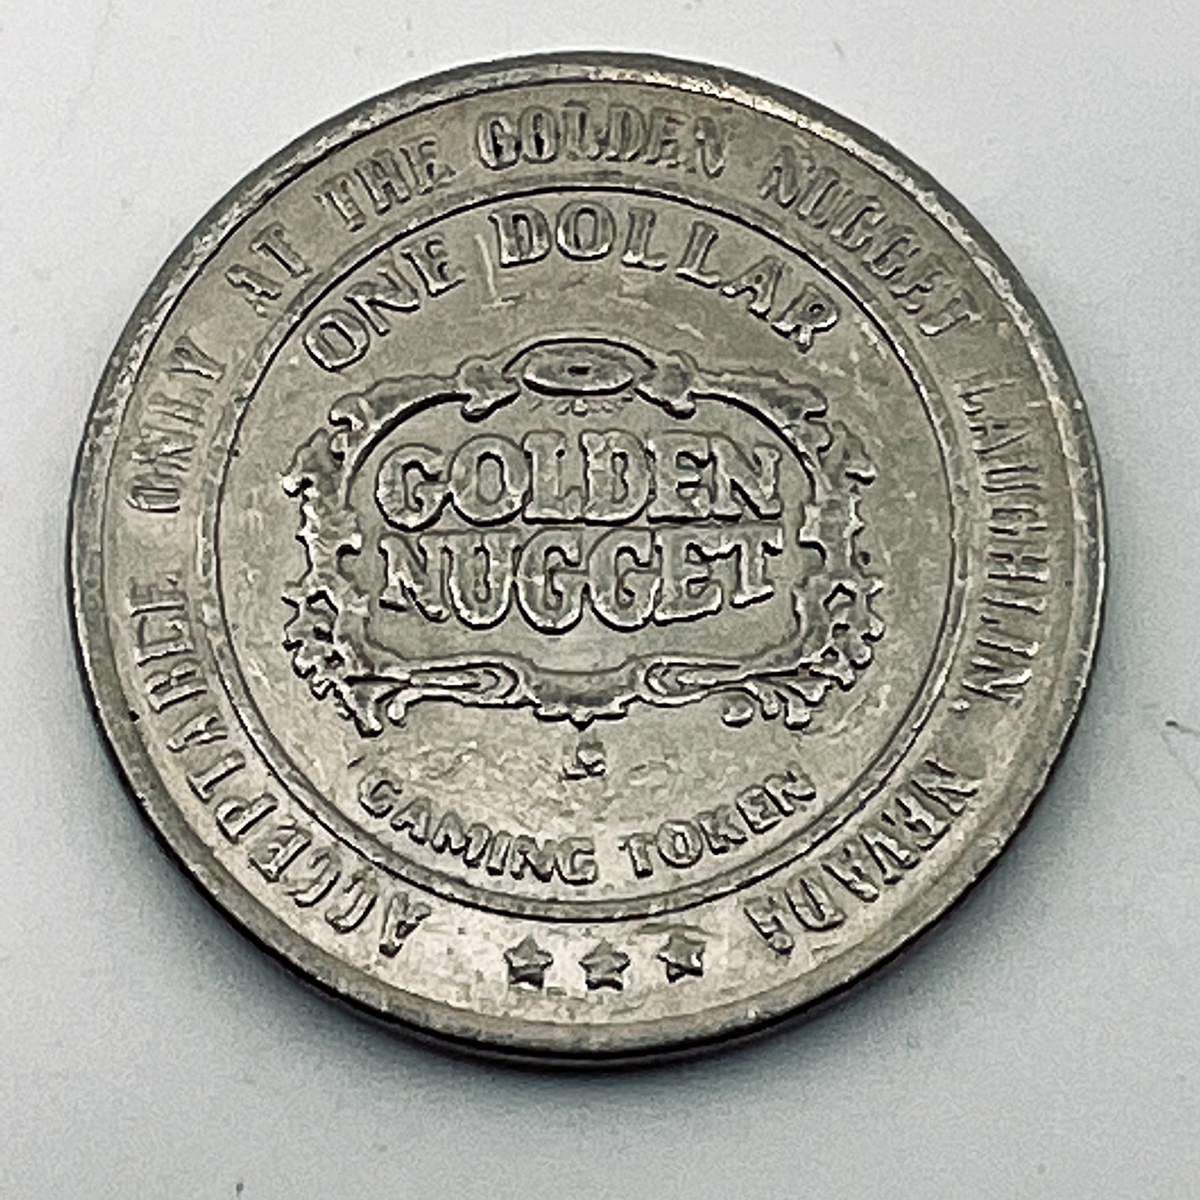 ACCEPTABLE ONLY AT THE GOLDEN NUGGET LAUGHLIN, NEVADA
ONE DOLLAR
GOLDEN
NUGGET
GAMING TOKEN